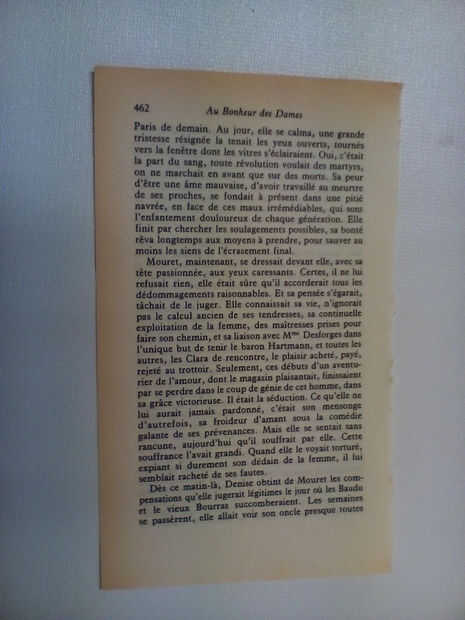 462
Au Bonheur des Dames
Paris de demain. Au jour, elle se calma, une grande
tristesse résignée la tenait les yeux ouverts, tournés
vers la fenêtre dont les vitres s'éclairaient. Oui, c'était
la part du sang, toute révolution voulait des martyrs,
on ne marchait en avant que sur des morts. Sa peur
d'être une âme mauvaise, d'avoir travaillé au meurtre
de ses proches, se fondait à présent dans une pitié
navrée, en face de ces maux irrémédiables, qui sont
l'enfantement douloureux de chaque génération. Elle
finit par chercher les soulagements possibles, sa bonté
rêva longtemps aux moyens à prendre, pour sauver au
moins les siens de l'écrasement final.
Mouret, maintenant, se dressait devant elle, avec sa
tête passionnée, aux yeux caressants. Certes, il ne lui
refusait rien, elle était sûre qu'il accorderait tous les
dédommagements raisonnables. Et sa pensée s'égarait,
tâchait de le juger. Elle connaissait sa vie, n'ignorait
pas le calcul ancien de ses tendresses, sa continuelle
exploitation de la femme, des maîtresses prises pour
faire son chemin, et sa liaison avec Mme Desforges dans
l'unique but de tenir le baron Hartmann, et toutes les
autres, les Clara de rencontre, le plaisir acheté, payé,
rejeté au trottoir. Seulement, ces débuts d'un aventu-
rier de l'amour, dont le magasin plaisantait, finissaient
par se perdre dans le coup de génie de cet homme, dans
sa grâce victorieuse. Il était la séduction. Ce qu'elle ne
lui aurait jamais pardonné, c'était son mensonge
d'autrefois, sa froideur d'amant sous la comédie
galante de ses prévenances. Mais elle se sentait sans
rancune, aujourd'hui qu'il souffrait par elle. Cette
souffrance l'avait grandi. Quand elle le voyait torturé,
expiant si durement son dédain de la femme, il lui
semblait racheté de ses fautes.
Dès ce matin-là, Denise obtint de Mouret les com-
pensations qu'elle jugerait légitimes le jour où les Baudu
et le vieux Bourras succomberaient. Les semaines
se passèrent, elle allait voir son oncle presque toutes